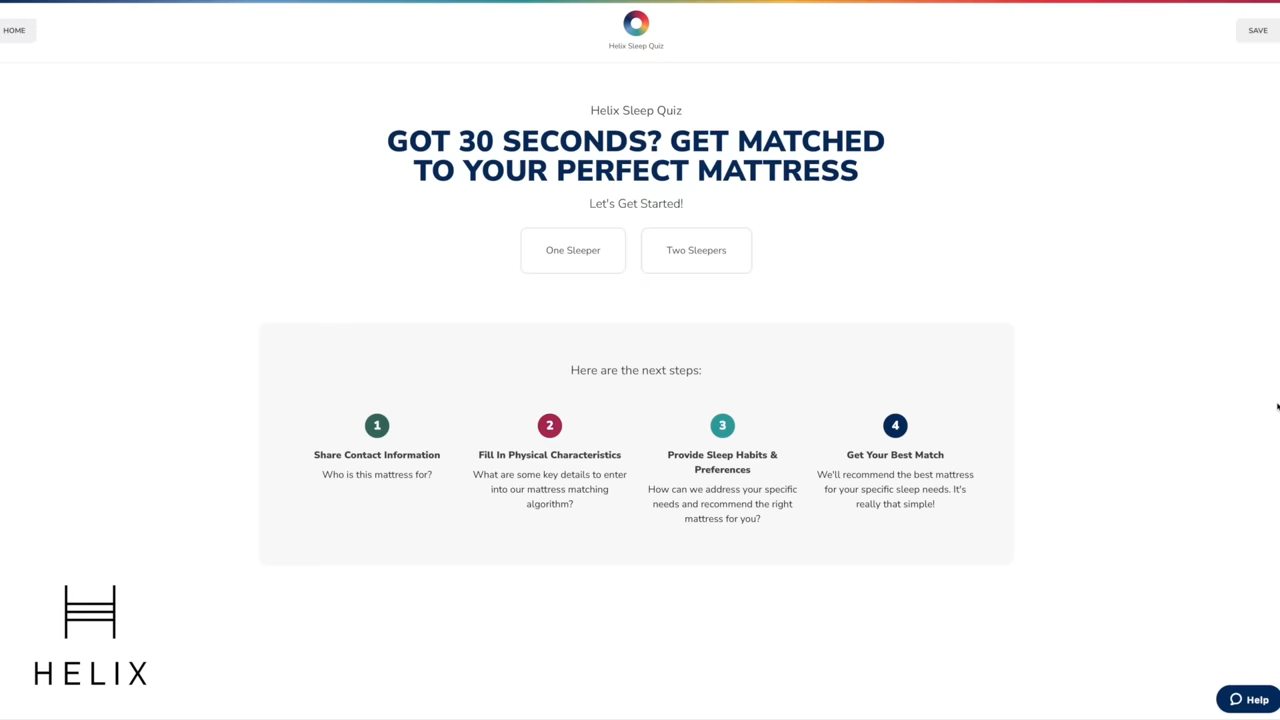 HOME
Helix Sleep Quiz
SAVE
Helix Sleep Quiz
GOT 30 SECONDS? GET MATCHED
TO YOUR PERFECT MATTRESS
Let's Get Started!
One Sleeper
Two Sleepers
Here are the next steps:
1
Share Contact Information
Who is this mattress for?
2
Fill In Physical Characteristics
What are some key details to enter
into our mattress matching
algorithm?
3
Provide Sleep Habits &
Preferences
How can we address your specific
needs and recommend the right
mattress for you?
4
Get Your Best Match
We'll recommend the best mattress
for your specific sleep needs. It's
really that simple!
HELIX
Help